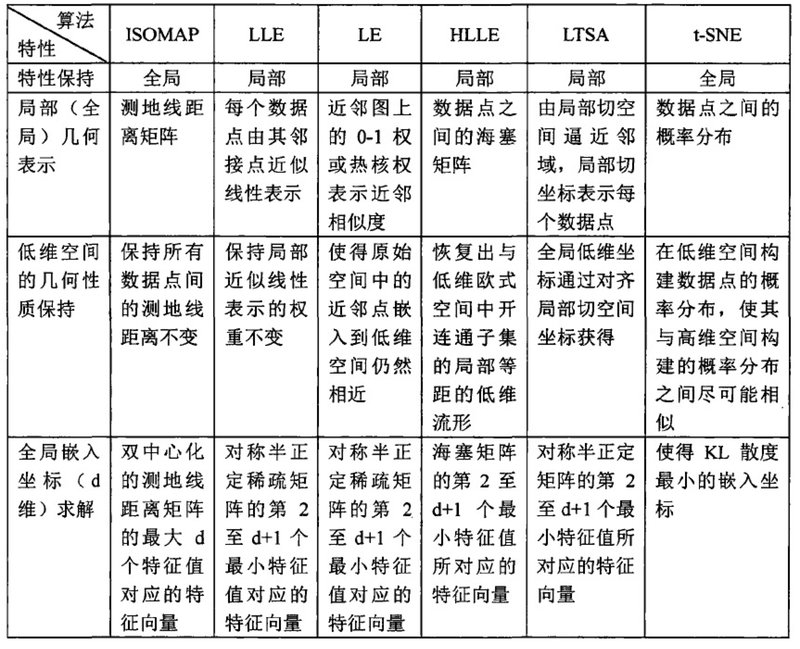 算法
特性
ISOMAP
LLE
LE
HLLE
LTSA
t-SNE
特性保持
全局
局部
局部
局部
局部
全局
局部（全
局）几何
表示
测地线距
离矩阵
每个数据
点由其邻
接点近似
线性表示
近邻图上
的 0-1 权
或热核权
表示近邻
相似度
数据点之
间的海塞
矩阵
由局部切空
间逼近邻
域，局部切
坐标表示每
个数据点
数据点之间的
概率分布
低维空间
的几何性
质保持
保持所有
数据点间
的测地线
距离不变
保持局部
近似线性
表示的权
重不变
使得原始
空间中的
近邻点嵌
入到低维
空间仍然
相近
恢复出与
低维欧式
空间中开
连通子集
的局部等
距的低维
流形
全局低维坐
标通过对齐
局部切空间
坐标获得
在低维空间构
建数据点的概
率分布，使其
与高维空间构
建的概率分布
之间尽可能相
似
全局嵌入
坐标（d
维）求解
双中心化
的测地线
距离矩阵
的最大 d
个特征值
对应的特
征向量
对称半正
定稀疏矩
阵的第 2
至 d+1 个
最小特征
值对应的
特征向量
对称半正
定稀疏矩
阵的第 2
至 d+1 个
最小特征
值对应的
特征向量
海塞矩阵
的第 2 至
d+1 个最
小特征值
所对应的
特征向量
对称半正定
矩阵的第 2
至 d+1 个最
小特征值所
对应的特征
向量
使得 KL 散度
最小的嵌入坐
标